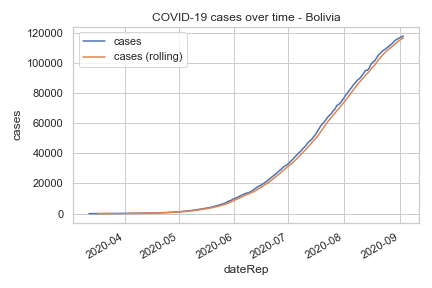 COVID-19 cases over time - Bolivia
cases
cases (rolling)
120000
100000
80000
60000
40000
20000
0
cases
2020-04
2020-05
2020-06
2020-07
2020-08
2020-09
dateRep